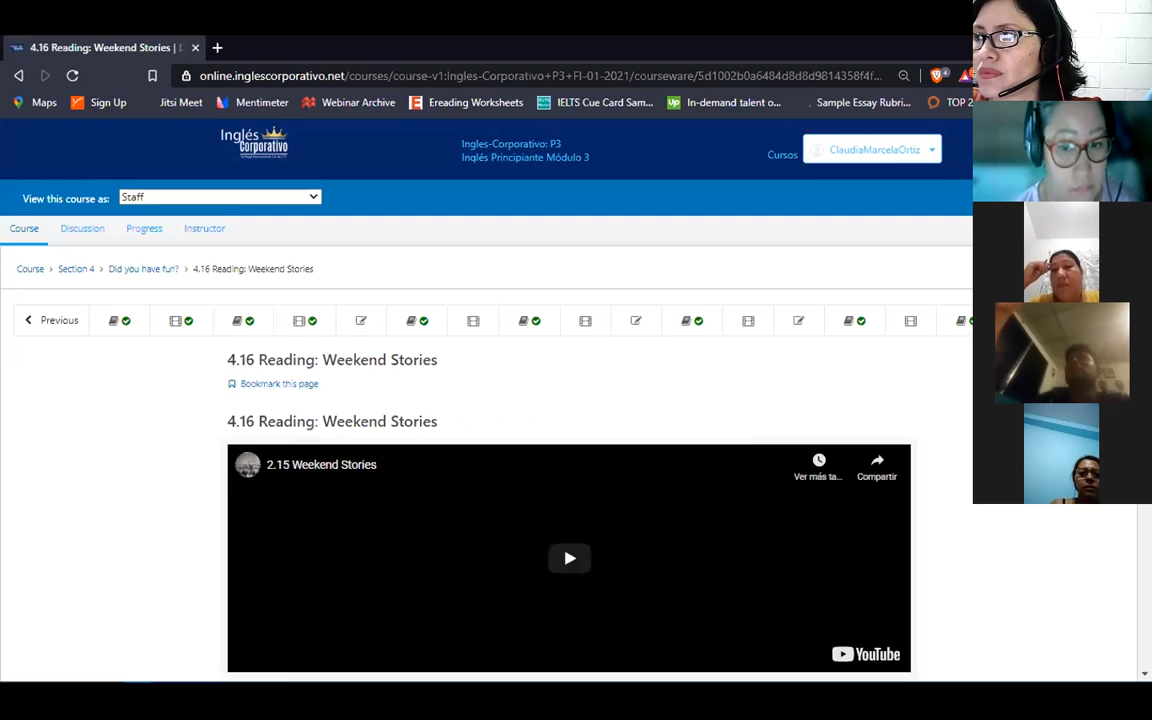 4.16 Reading: Weekend Stories |
online.inglescorporativo.net/courses/course-v1:Ingles-Corporativo+P3+FI-01-2021/courseware/5d1002b0a6484d8d8d9814358f4f...
Maps Sign Up Jitsi Meet Mentimeter Webinar Archive Ereading Worksheets IELTS Cue Card Sam... In-demand talent o... Sample Essay Rubri... TOP 2
Inglés
Corporativo
Ingles-Corporativo: P3
Inglés Principiante Módulo 3
Cursos
ClaudiaMarcelaOrtiz
View this course as: Staff
Course Discussion Progress Instructor
Course > Section 4 > Did you have fun? > 4.16 Reading: Weekend Stories
Previous
4.16 Reading: Weekend Stories
Bookmark this page
4.16 Reading: Weekend Stories
2.15 Weekend Stories
Ver más ta...
Compartir
YouTube